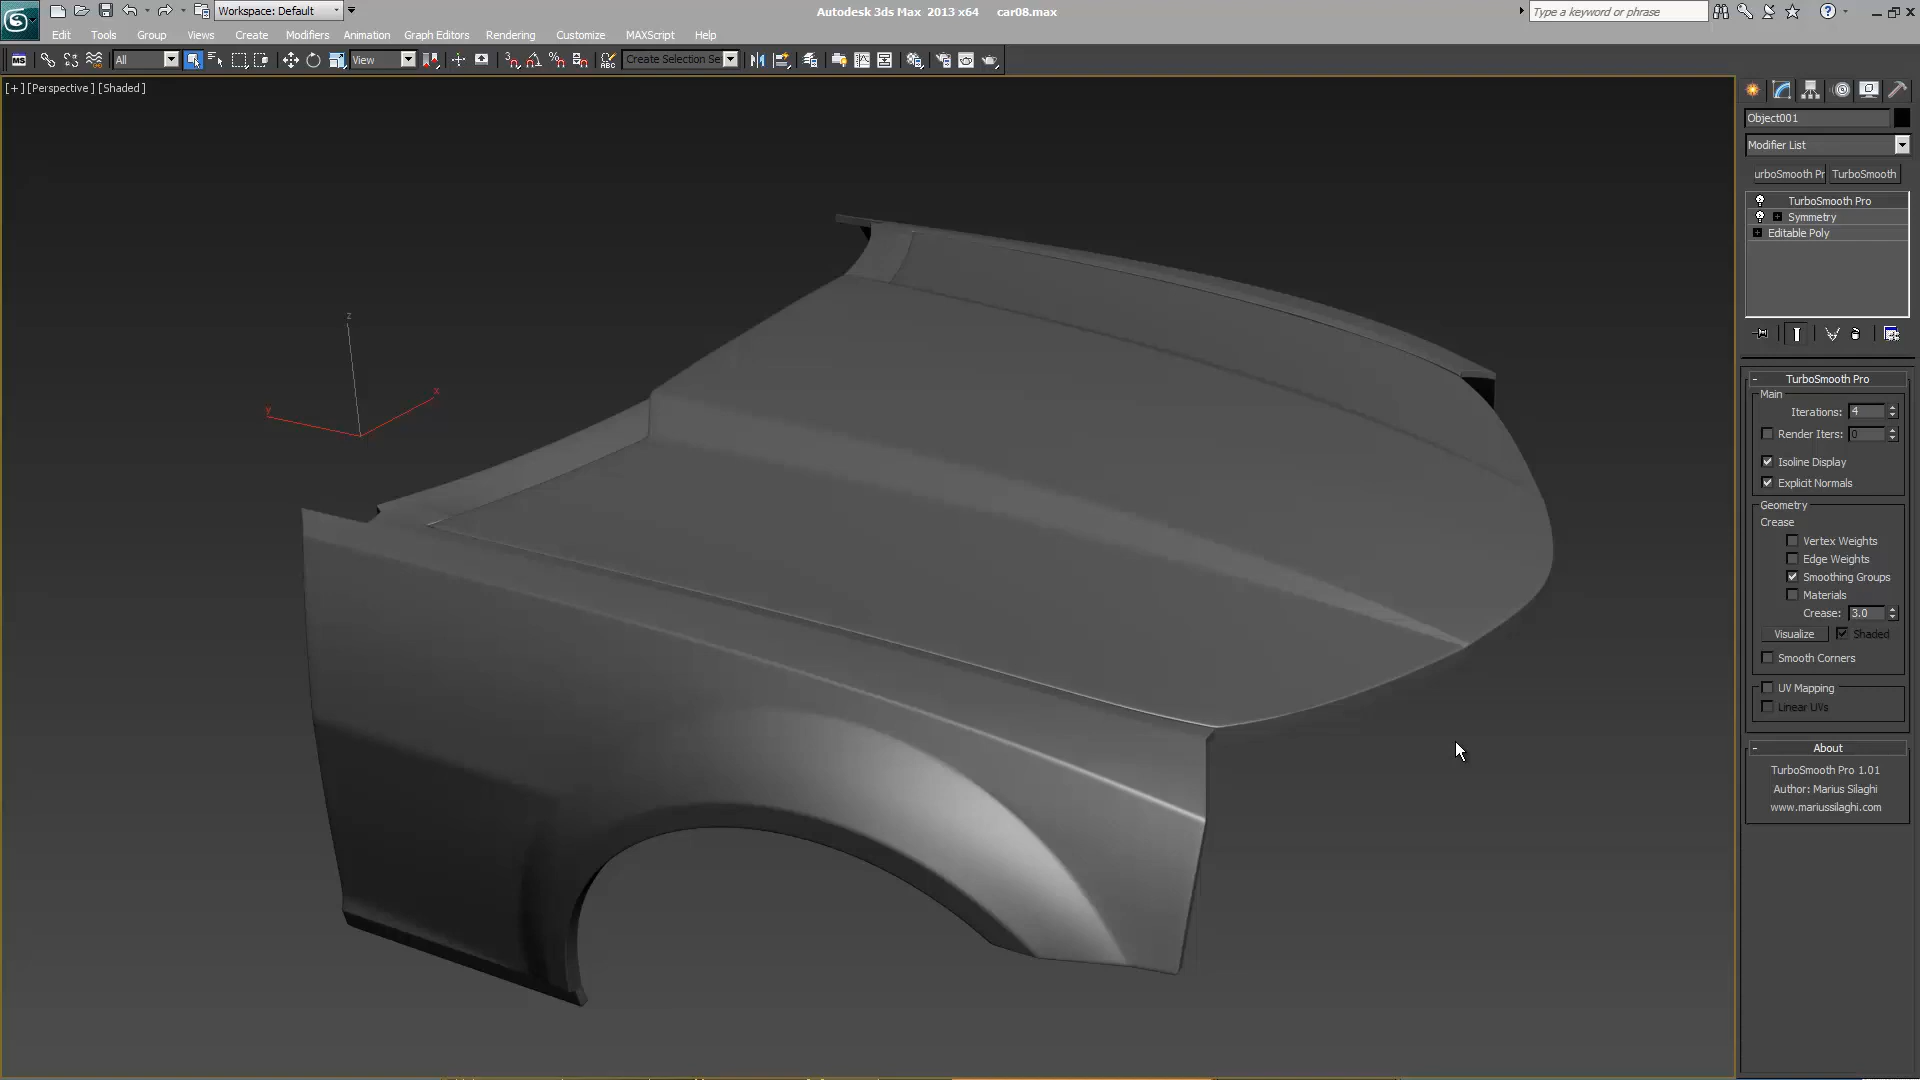 Workspace: Default
Autodesk 3ds Max 2013 x64 car08.max
Type a keyword or phrase
Edit Tools Group Views Create Modifiers Animation Graph Editors Rendering Customize MAXScript Help
MS All View 3 % ABC Create Selection Se
[+] [Perspective] [Shaded]
Object001
Modifier List
urboSmooth Pr TurboSmooth
TurboSmooth Pro
Symmetry
Editable Poly
z
x
y
- TurboSmooth Pro
Main
Iterations: 4
Render Iters: 0
Isoline Display
Explicit Normals
Geometry
Crease
Vertex Weights
Edge Weights
Smoothing Groups
Materials
Crease: 3.0
Visualize Shaded
Smooth Corners
UV Mapping
Linear UVs
- About
TurboSmooth Pro 1.01
Author: Marius Silaghi
www.mariussilaghi.com